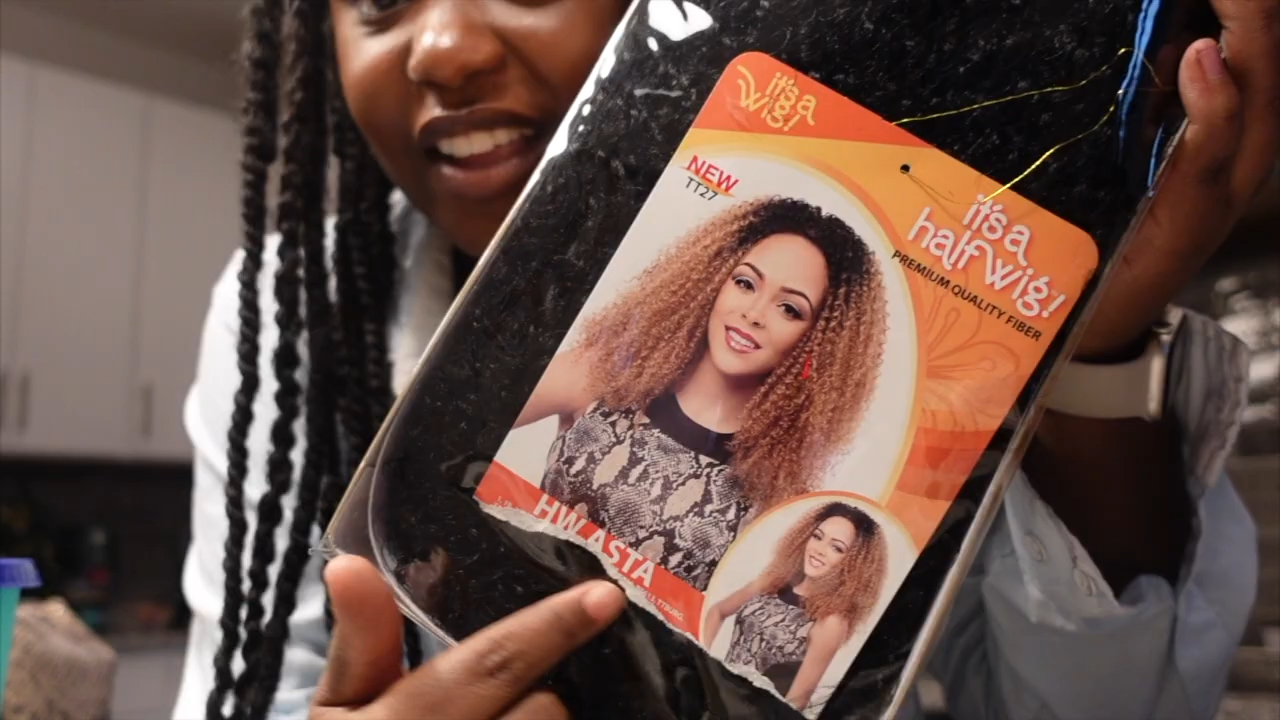 it's a
wig!
NEW
TT27
it's a
halfwig!
PREMIUM QUALITY FIBER
HW ASTA